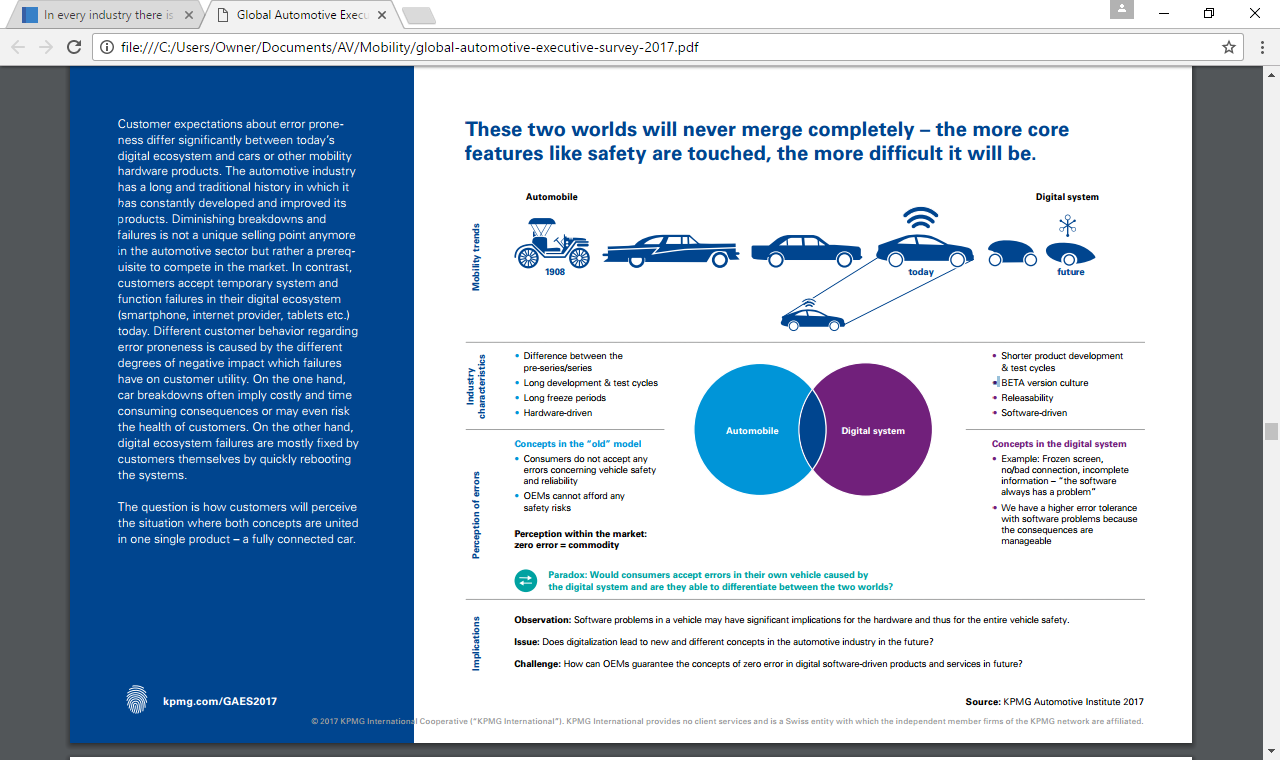 In every industry there is
Global Automotive Execu
file:///C:/Users/Owner/Documents/AV/Mobility/global-automotive-executive-survey-2017.pdf
Customer expectations about error prone-
ness differ significantly between today's
digital ecosystem and cars or other mobility
hardware products. The automotive industry
has a long and traditional history in which it
has constantly developed and improved its
products. Diminishing breakdowns and
failures is not a unique selling point anymore
in the automotive sector but rather a prereq-
uisite to compete in the market. In contrast,
customers accept temporary system and
function failures in their digital ecosystem
(smartphone, internet provider, tablets etc.)
today. Different customer behavior regarding
error proneness is caused by the different
degrees of negative impact which failures
have on customer utility. On the one hand,
car breakdowns often imply costly and time
consuming consequences or may even risk
the health of customers. On the other hand,
digital ecosystem failures are mostly fixed by
customers themselves by quickly rebooting
the systems.
The question is how customers will perceive
the situation where both concepts are united
in one single product – a fully connected car.
kpmg.com/GAES2017
These two worlds will never merge completely – the more core
features like safety are touched, the more difficult it will be.
Mobility trends
Automobile
Digital system
1908
today
future
Industry
characteristics
• Difference between the
pre-series/series
• Long development & test cycles
• Long freeze periods
• Hardware-driven
Automobile
Digital system
• Shorter product development
& test cycles
• BETA version culture
• Releasability
• Software-driven
Perception of errors
Concepts in the "old" model
• Consumers do not accept any
errors concerning vehicle safety
and reliability
• OEMs cannot afford any
safety risks
Perception within the market:
zero error = commodity
Concepts in the digital system
• Example: Frozen screen,
no/bad connection, incomplete
information – "the software
always has a problem"
• We have a higher error tolerance
with software problems because
the consequences are
manageable
Paradox: Would consumers accept errors in their own vehicle caused by
the digital system and are they able to differentiate between the two worlds?
Implications
Observation: Software problems in a vehicle may have significant implications for the hardware and thus for the entire vehicle safety.
Issue: Does digitalization lead to new and different concepts in the automotive industry in the future?
Challenge: How can OEMs guarantee the concepts of zero error in digital software-driven products and services in future?
Source: KPMG Automotive Institute 2017
© 2017 KPMG International Cooperative ("KPMG International"). KPMG International provides no client services and is a Swiss entity with which the independent member firms of the KPMG network are affiliated.